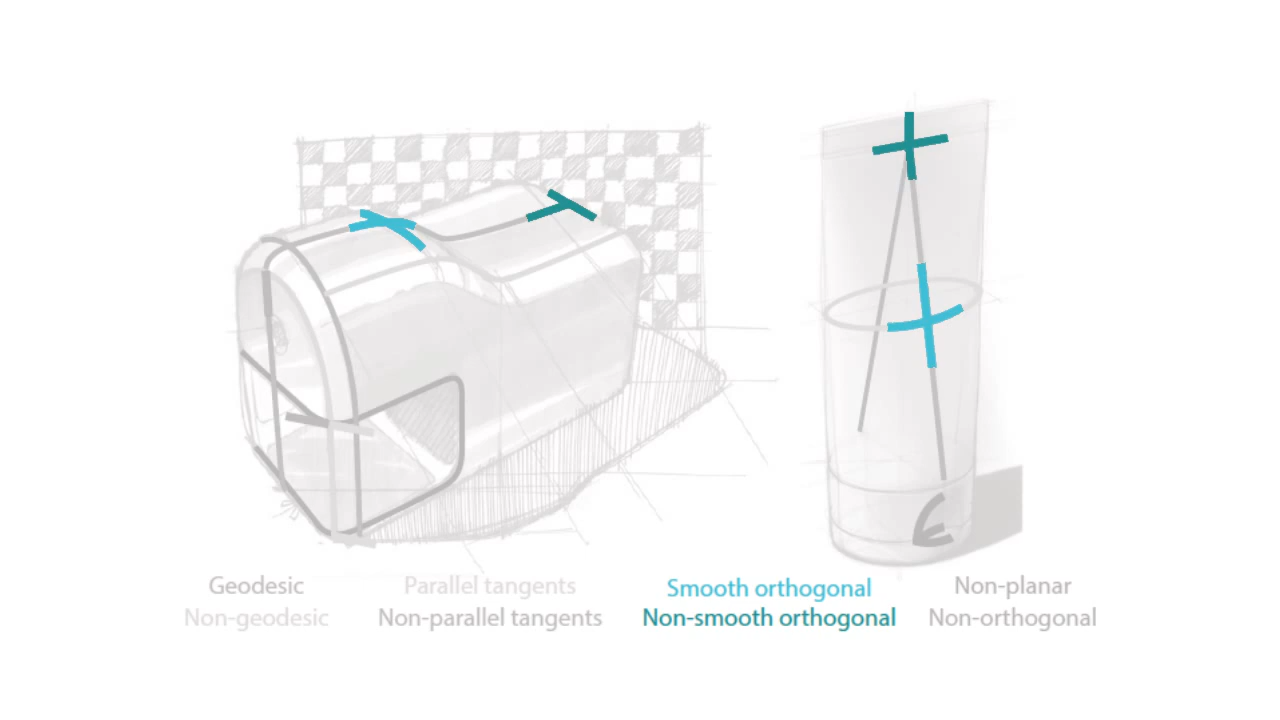 Geodesic
Non-geodesic
Parallel tangents
Non-parallel tangents
Smooth orthogonal
Non-smooth orthogonal
Non-planar
Non-orthogonal